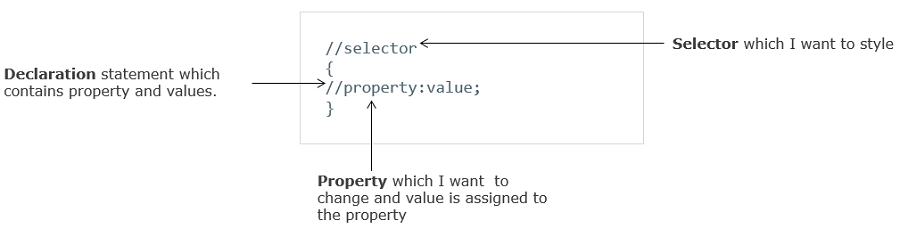 //selector
{
//property:value;
}
Selector which I want to style
Declaration statement which
contains property and values.
Property which I want to
change and value is assigned to
the property